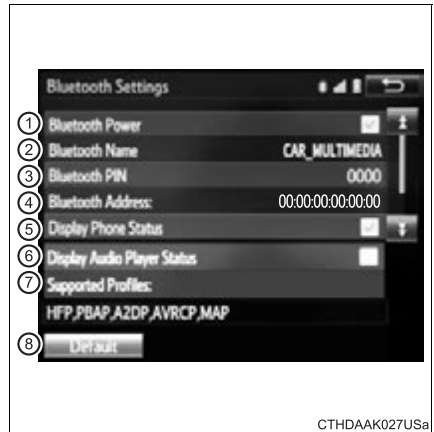 Bluetooth Settings
① Bluetooth Power
② Bluetooth Name CAR_MULTIMEDIA
③ Bluetooth PIN 0000
④ Bluetooth Address: 00:00:00:00:00:00
⑤ Display Phone Status
⑥ Display Audio Player Status
⑦ Supported Profiles:
HFP,PBAP,A2DP,AVRCP,MAP
⑧ Default
CTHDAAK027USa